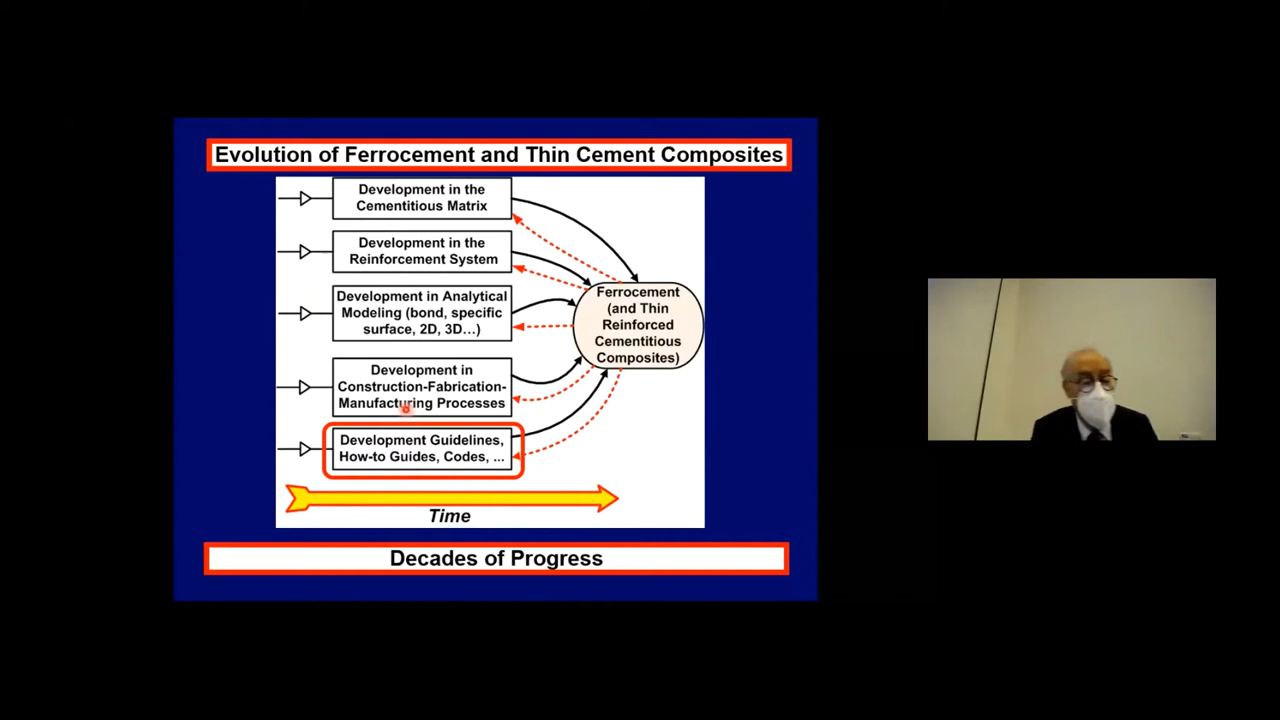 Evolution of Ferrocement and Thin Cement Composites
Development in the
Cementitious Matrix
Development in the
Reinforcement System
Development in Analytical
Modeling (bond, specific
surface, 2D, 3D…)
Development in
Construction-Fabrication-
Manufacturing Processes
Development Guidelines,
How-to Guides, Codes, ...
Ferrocement
(and Thin
Reinforced
Cementitious
Composites)
Time
Decades of Progress